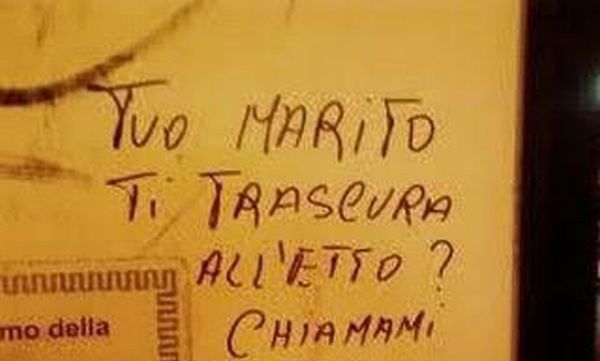 TUO MARITO
Ti TRASCURA
ALL'ETTO?
CHIAMAMi
mo della